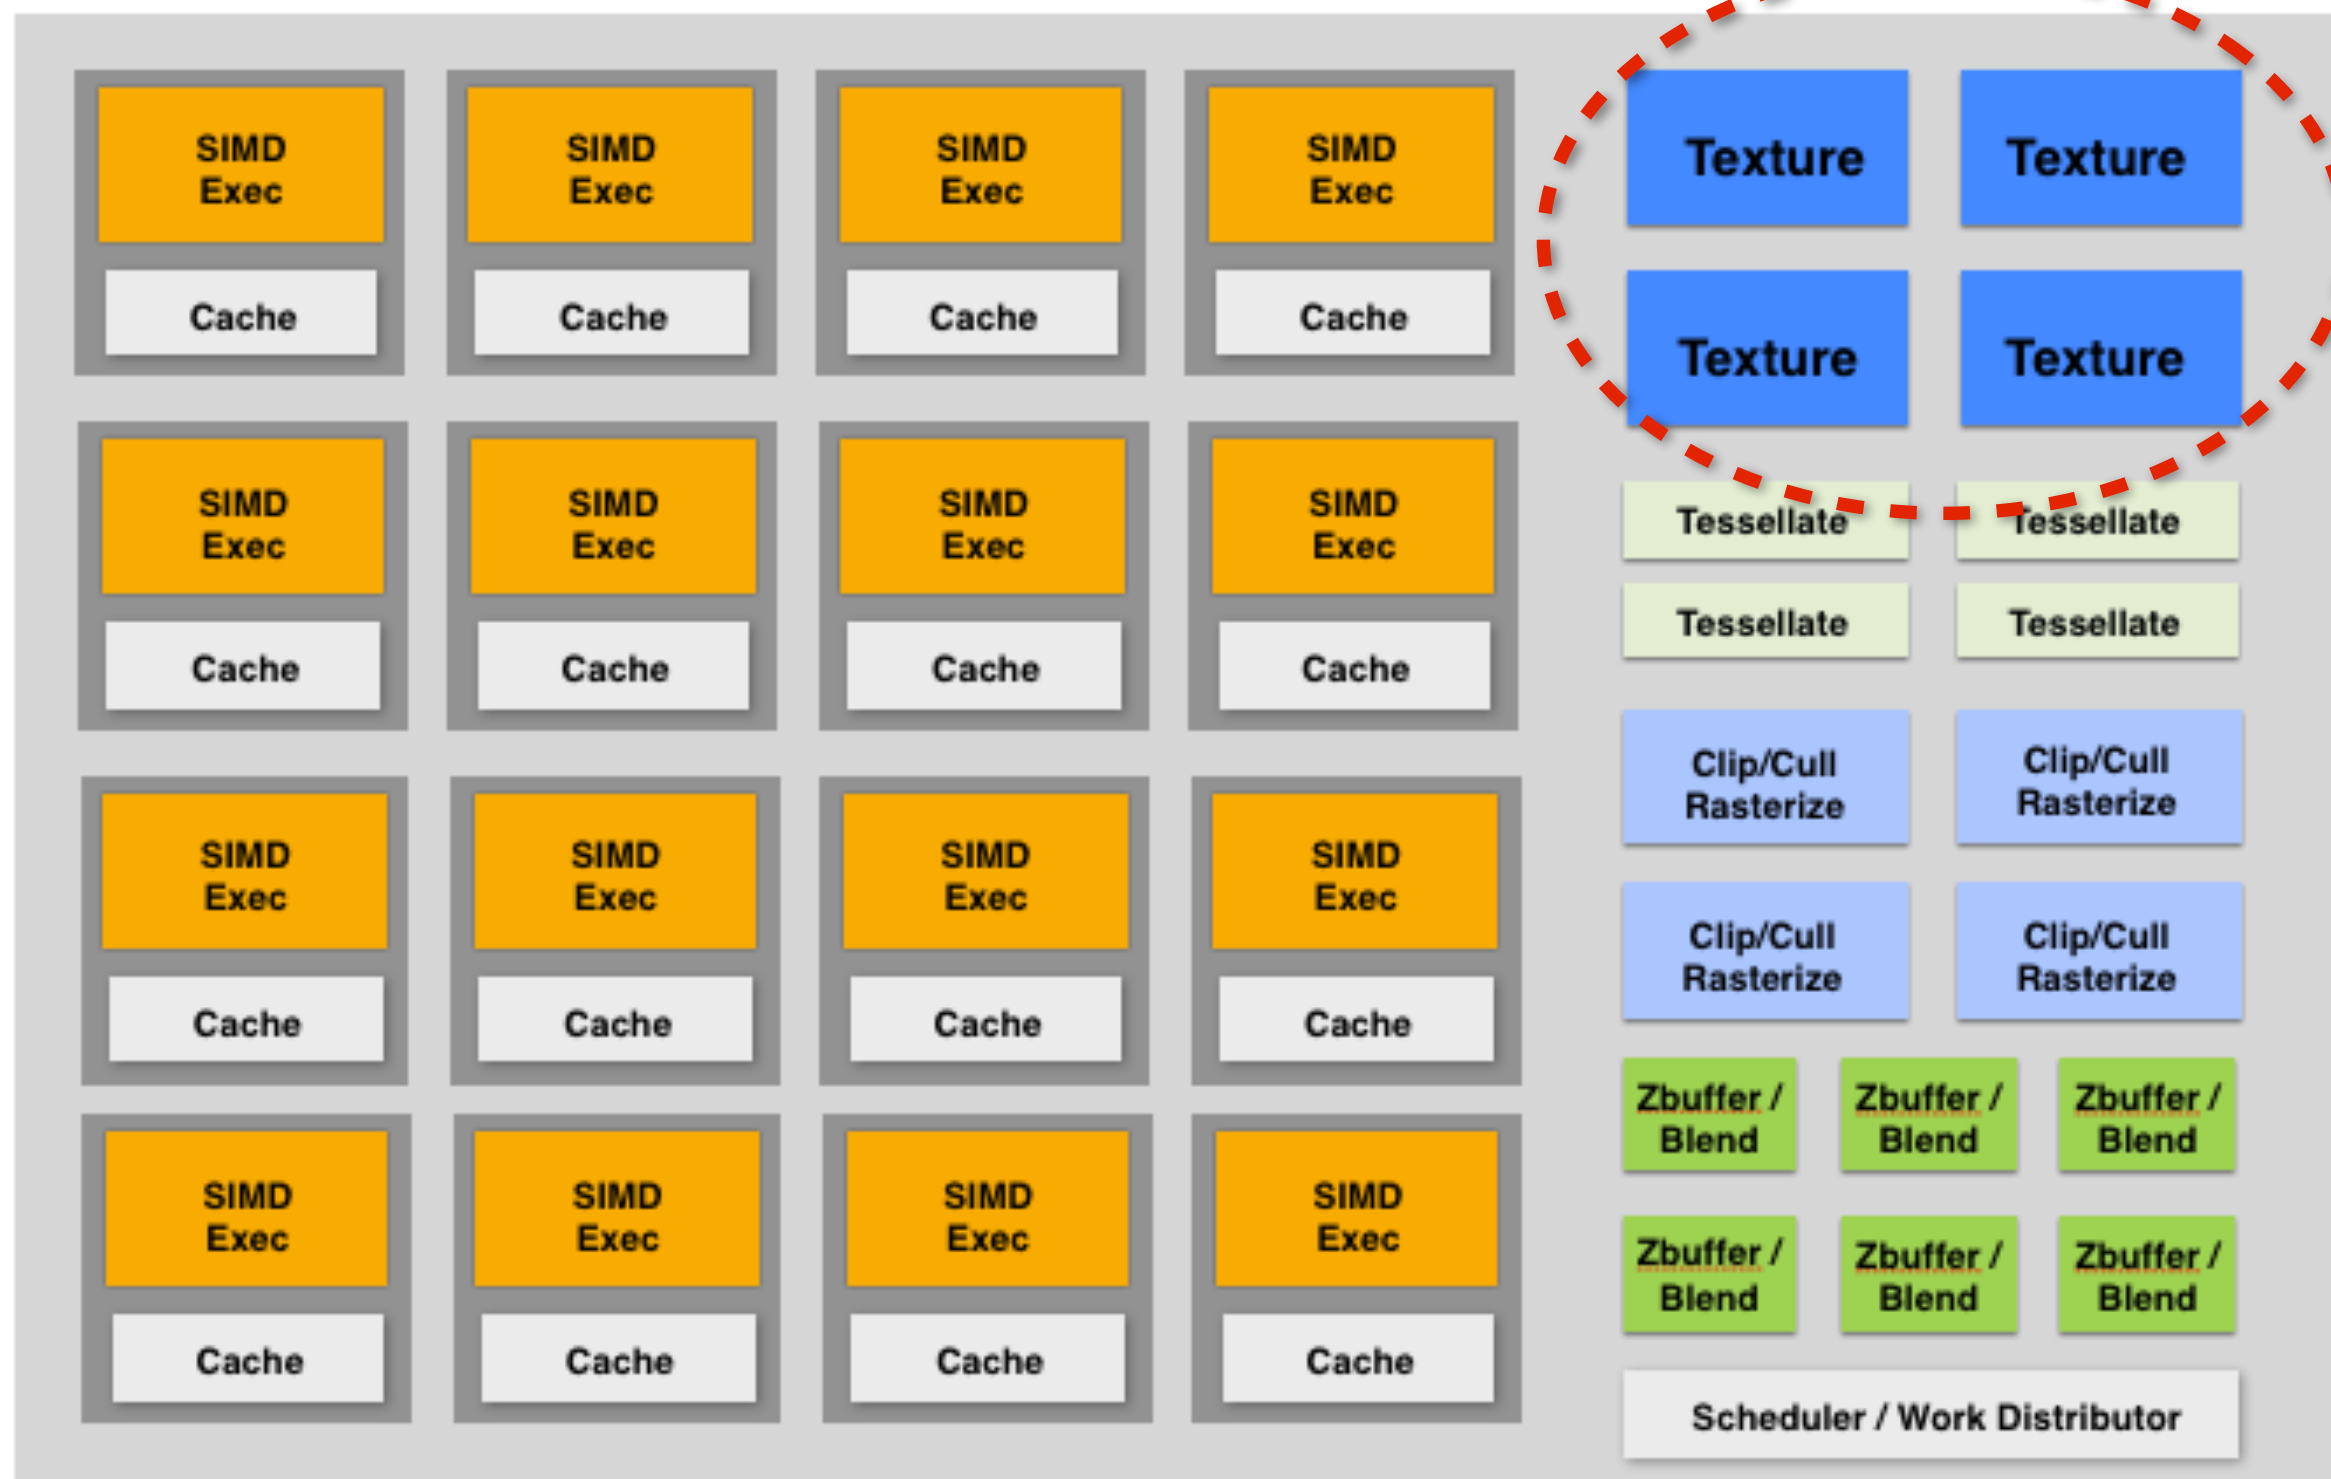 SIMD
Exec
Cache
SIMD
Exec
Cache
SIMD
Exec
Cache
SIMD
Exec
Cache
SIMD
Exec
Cache
SIMD
Exec
Cache
SIMD
Exec
Cache
SIMD
Exec
Cache
SIMD
Exec
Cache
SIMD
Exec
Cache
SIMD
Exec
Cache
SIMD
Exec
Cache
SIMD
Exec
Cache
SIMD
Exec
Cache
SIMD
Exec
Cache
SIMD
Exec
Cache
Texture
Texture
Texture
Texture
Tessellate
Tessellate
Tessellate
Tessellate
Clip/Cull
Rasterize
Clip/Cull
Rasterize
Clip/Cull
Rasterize
Clip/Cull
Rasterize
Zbuffer /
Blend
Zbuffer /
Blend
Zbuffer /
Blend
Zbuffer /
Blend
Zbuffer /
Blend
Zbuffer /
Blend
Scheduler / Work Distributor